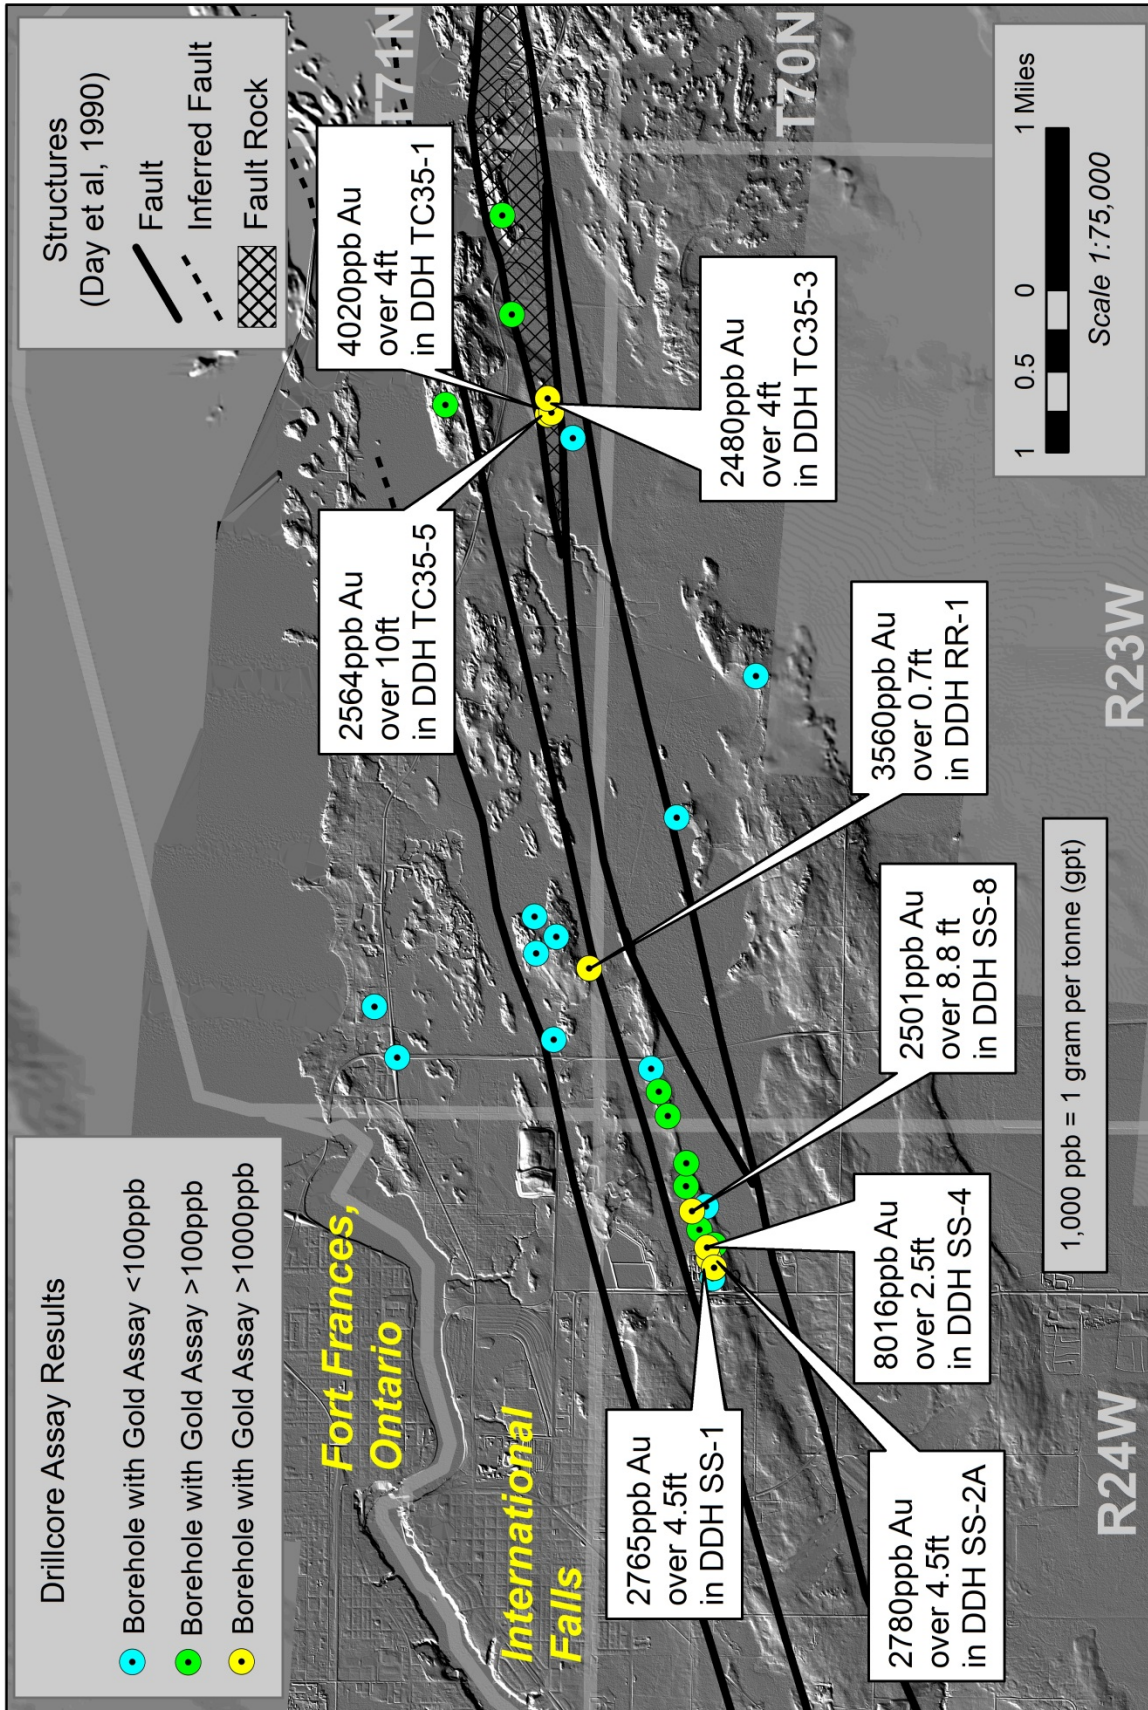 Drillcore Assay Results
Borehole with Gold Assay <100ppb
Borehole with Gold Assay >100ppb
Borehole with Gold Assay >1000ppb
Structures
(Day et al, 1990)
Fault
Inferred Fault
Fault Rock
Fort Frances,
Ontario
International
Falls
T71N
T70N
R24W
R23W
2564ppb Au
over 10ft
in DDH TC35-5
4020ppb Au
over 4ft
in DDH TC35-1
2480ppb Au
over 4ft
in DDH TC35-3
3560ppb Au
over 0.7ft
in DDH RR-1
2765ppb Au
over 4.5ft
in DDH SS-1
2501ppb Au
over 8.8 ft
in DDH SS-8
8016ppb Au
over 2.5ft
in DDH SS-4
2780ppb Au
over 4.5ft
in DDH SS-2A
1,000 ppb = 1 gram per tonne (gpt)
1 0.5 0 1 Miles
Scale 1:75,000